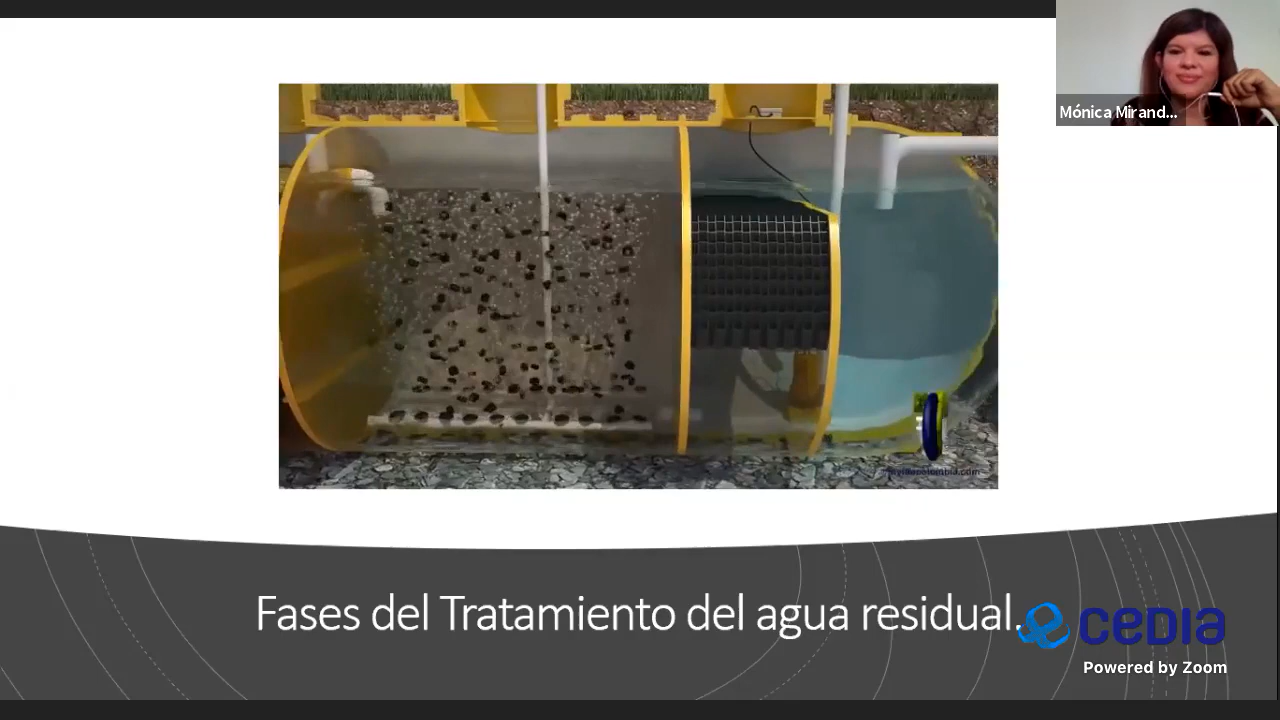 Mónica Mirand...
Fases del Tratamiento del agua residual.
CEDIA
Powered by Zoom